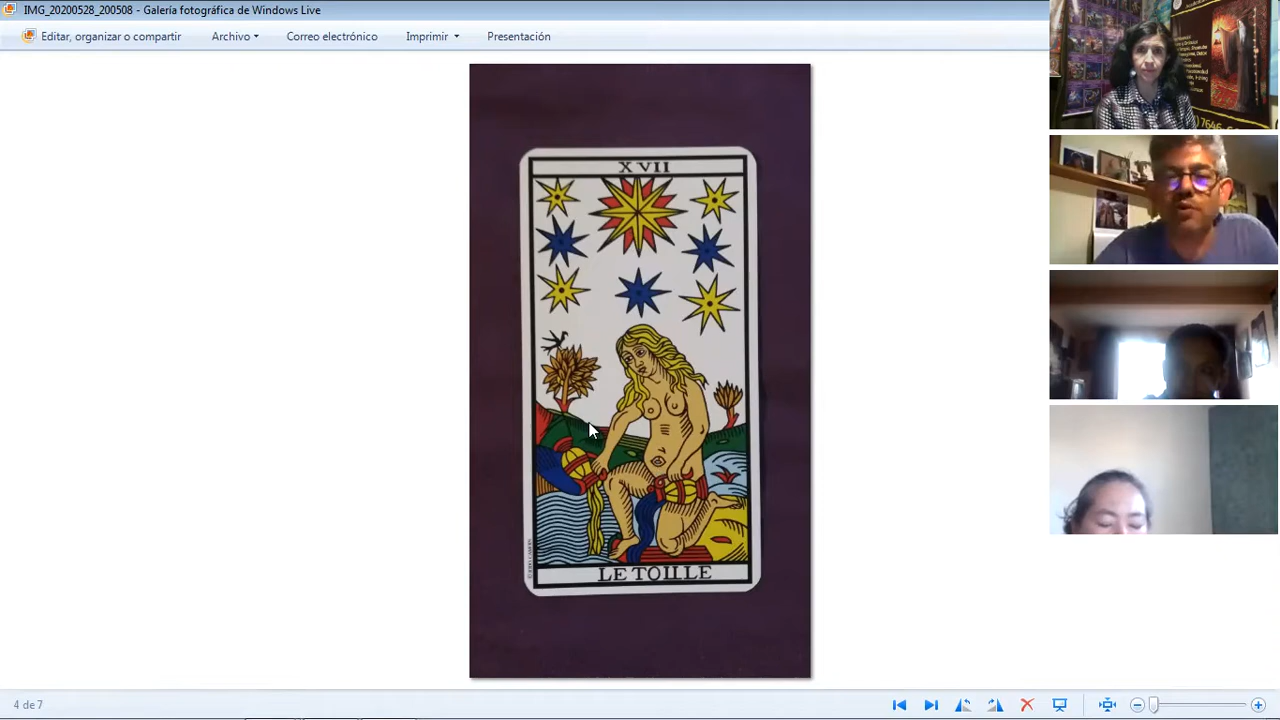 IMG_20200528_200508 - Galería fotográfica de Windows Live
Editar, organizar o compartir
Archivo
Correo electrónico
Imprimir
Presentación
XVII
LE TOILLE
4 de 7